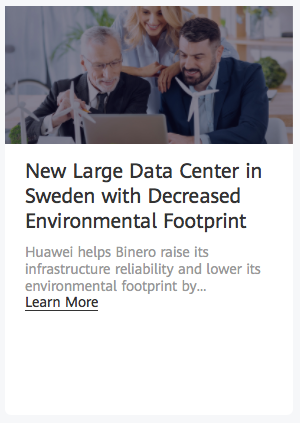 New Large Data Center in
Sweden with Decreased
Environmental Footprint
Huawei helps Binero raise its
infrastructure reliability and lower its
environmental footprint by...
Learn More